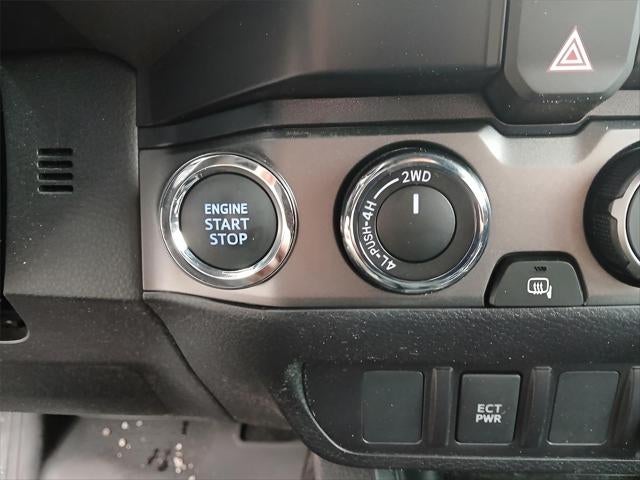 ENGINE
START
STOP
2WD
4L-PUSH-4H
ECT
PWR